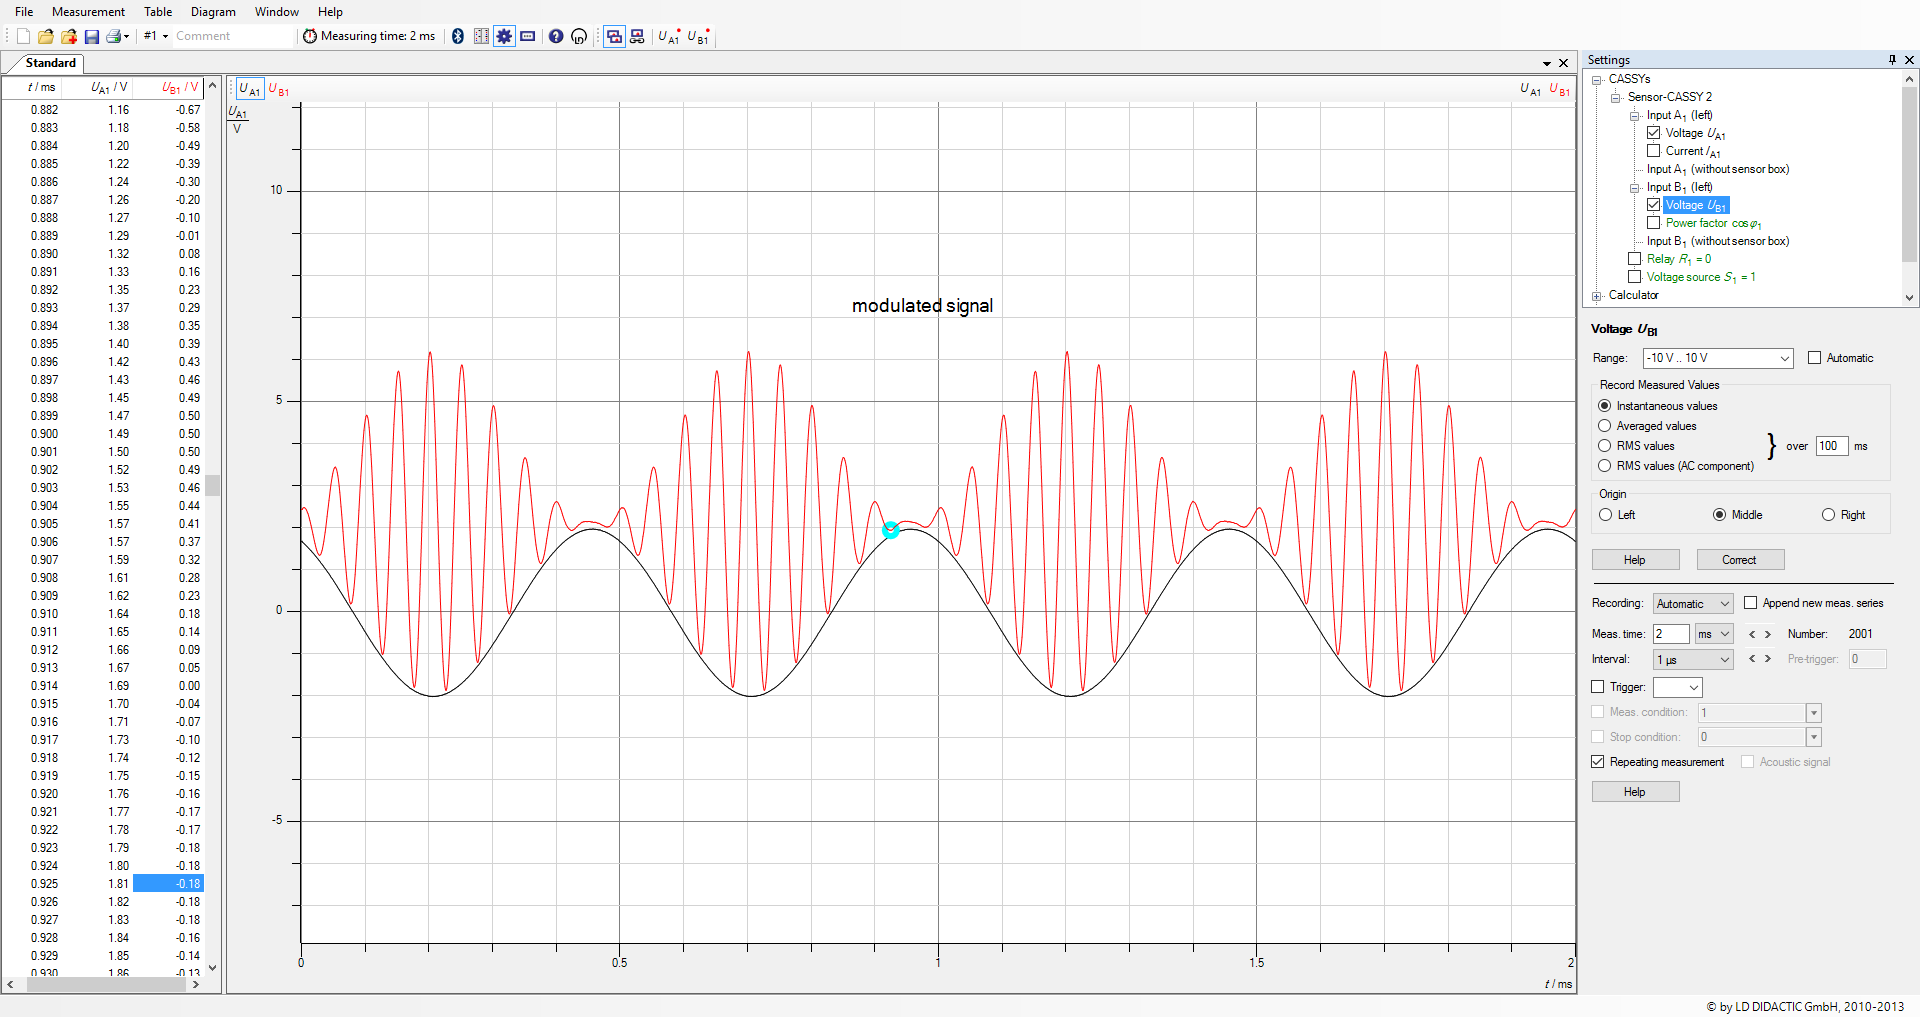 File Measurement Table Diagram Window Help
#1 Comment Measuring time: 2 ms UA1 UB1
Standard
t / ms UA1 / V UB1 / V
0.882 1.16 -0.67
0.883 1.18 -0.58
0.884 1.20 -0.49
0.885 1.22 -0.39
0.886 1.24 -0.30
0.887 1.26 -0.20
0.888 1.27 -0.10
0.889 1.29 -0.01
0.890 1.32 0.08
0.891 1.33 0.16
0.892 1.35 0.23
0.893 1.37 0.29
0.894 1.38 0.35
0.895 1.40 0.39
0.896 1.42 0.43
0.897 1.43 0.46
0.898 1.45 0.49
0.899 1.47 0.50
0.900 1.49 0.50
0.901 1.50 0.50
0.902 1.52 0.49
0.903 1.53 0.46
0.904 1.55 0.44
0.905 1.57 0.41
0.906 1.57 0.37
0.907 1.59 0.32
0.908 1.61 0.28
0.909 1.62 0.23
0.910 1.64 0.18
0.911 1.65 0.14
0.912 1.66 0.09
0.913 1.67 0.05
0.914 1.69 0.00
0.915 1.70 -0.04
0.916 1.71 -0.07
0.917 1.73 -0.10
0.918 1.74 -0.12
0.919 1.75 -0.15
0.920 1.76 -0.16
0.921 1.77 -0.17
0.922 1.78 -0.17
0.923 1.79 -0.18
0.924 1.80 -0.18
0.925 1.81 -0.18
0.926 1.82 -0.18
0.927 1.83 -0.18
0.928 1.84 -0.16
0.929 1.85 -0.14
0.930 1.86 -0.13
UA1 UB1
UA1 UB1
UA1
V
10
5
0
-5
modulated signal
0 0.5 1 1.5 2
t / ms
Settings
CASSYs
Sensor-CASSY 2
Input A1 (left)
Voltage UA1
Current IA1
Input A1 (without sensor box)
Input B1 (left)
Voltage UB1
Power factor cosφ1
Input B1 (without sensor box)
Relay R1 = 0
Voltage source S1 = 1
Calculator
Voltage UB1
Range: -10 V .. 10 V Automatic
Record Measured Values
Instantaneous values
Averaged values
RMS values
RMS values (AC component)
} over 100 ms
Origin
Left Middle Right
Help Correct
Recording: Automatic Append new meas. series
Meas. time: 2 ms < > Number: 2001
Interval: 1 µs < > Pre-trigger: 0
Trigger:
Meas. condition: 1
Stop condition: 0
Repeating measurement Acoustic signal
Help
© by LD DIDACTIC GmbH, 2010-2013